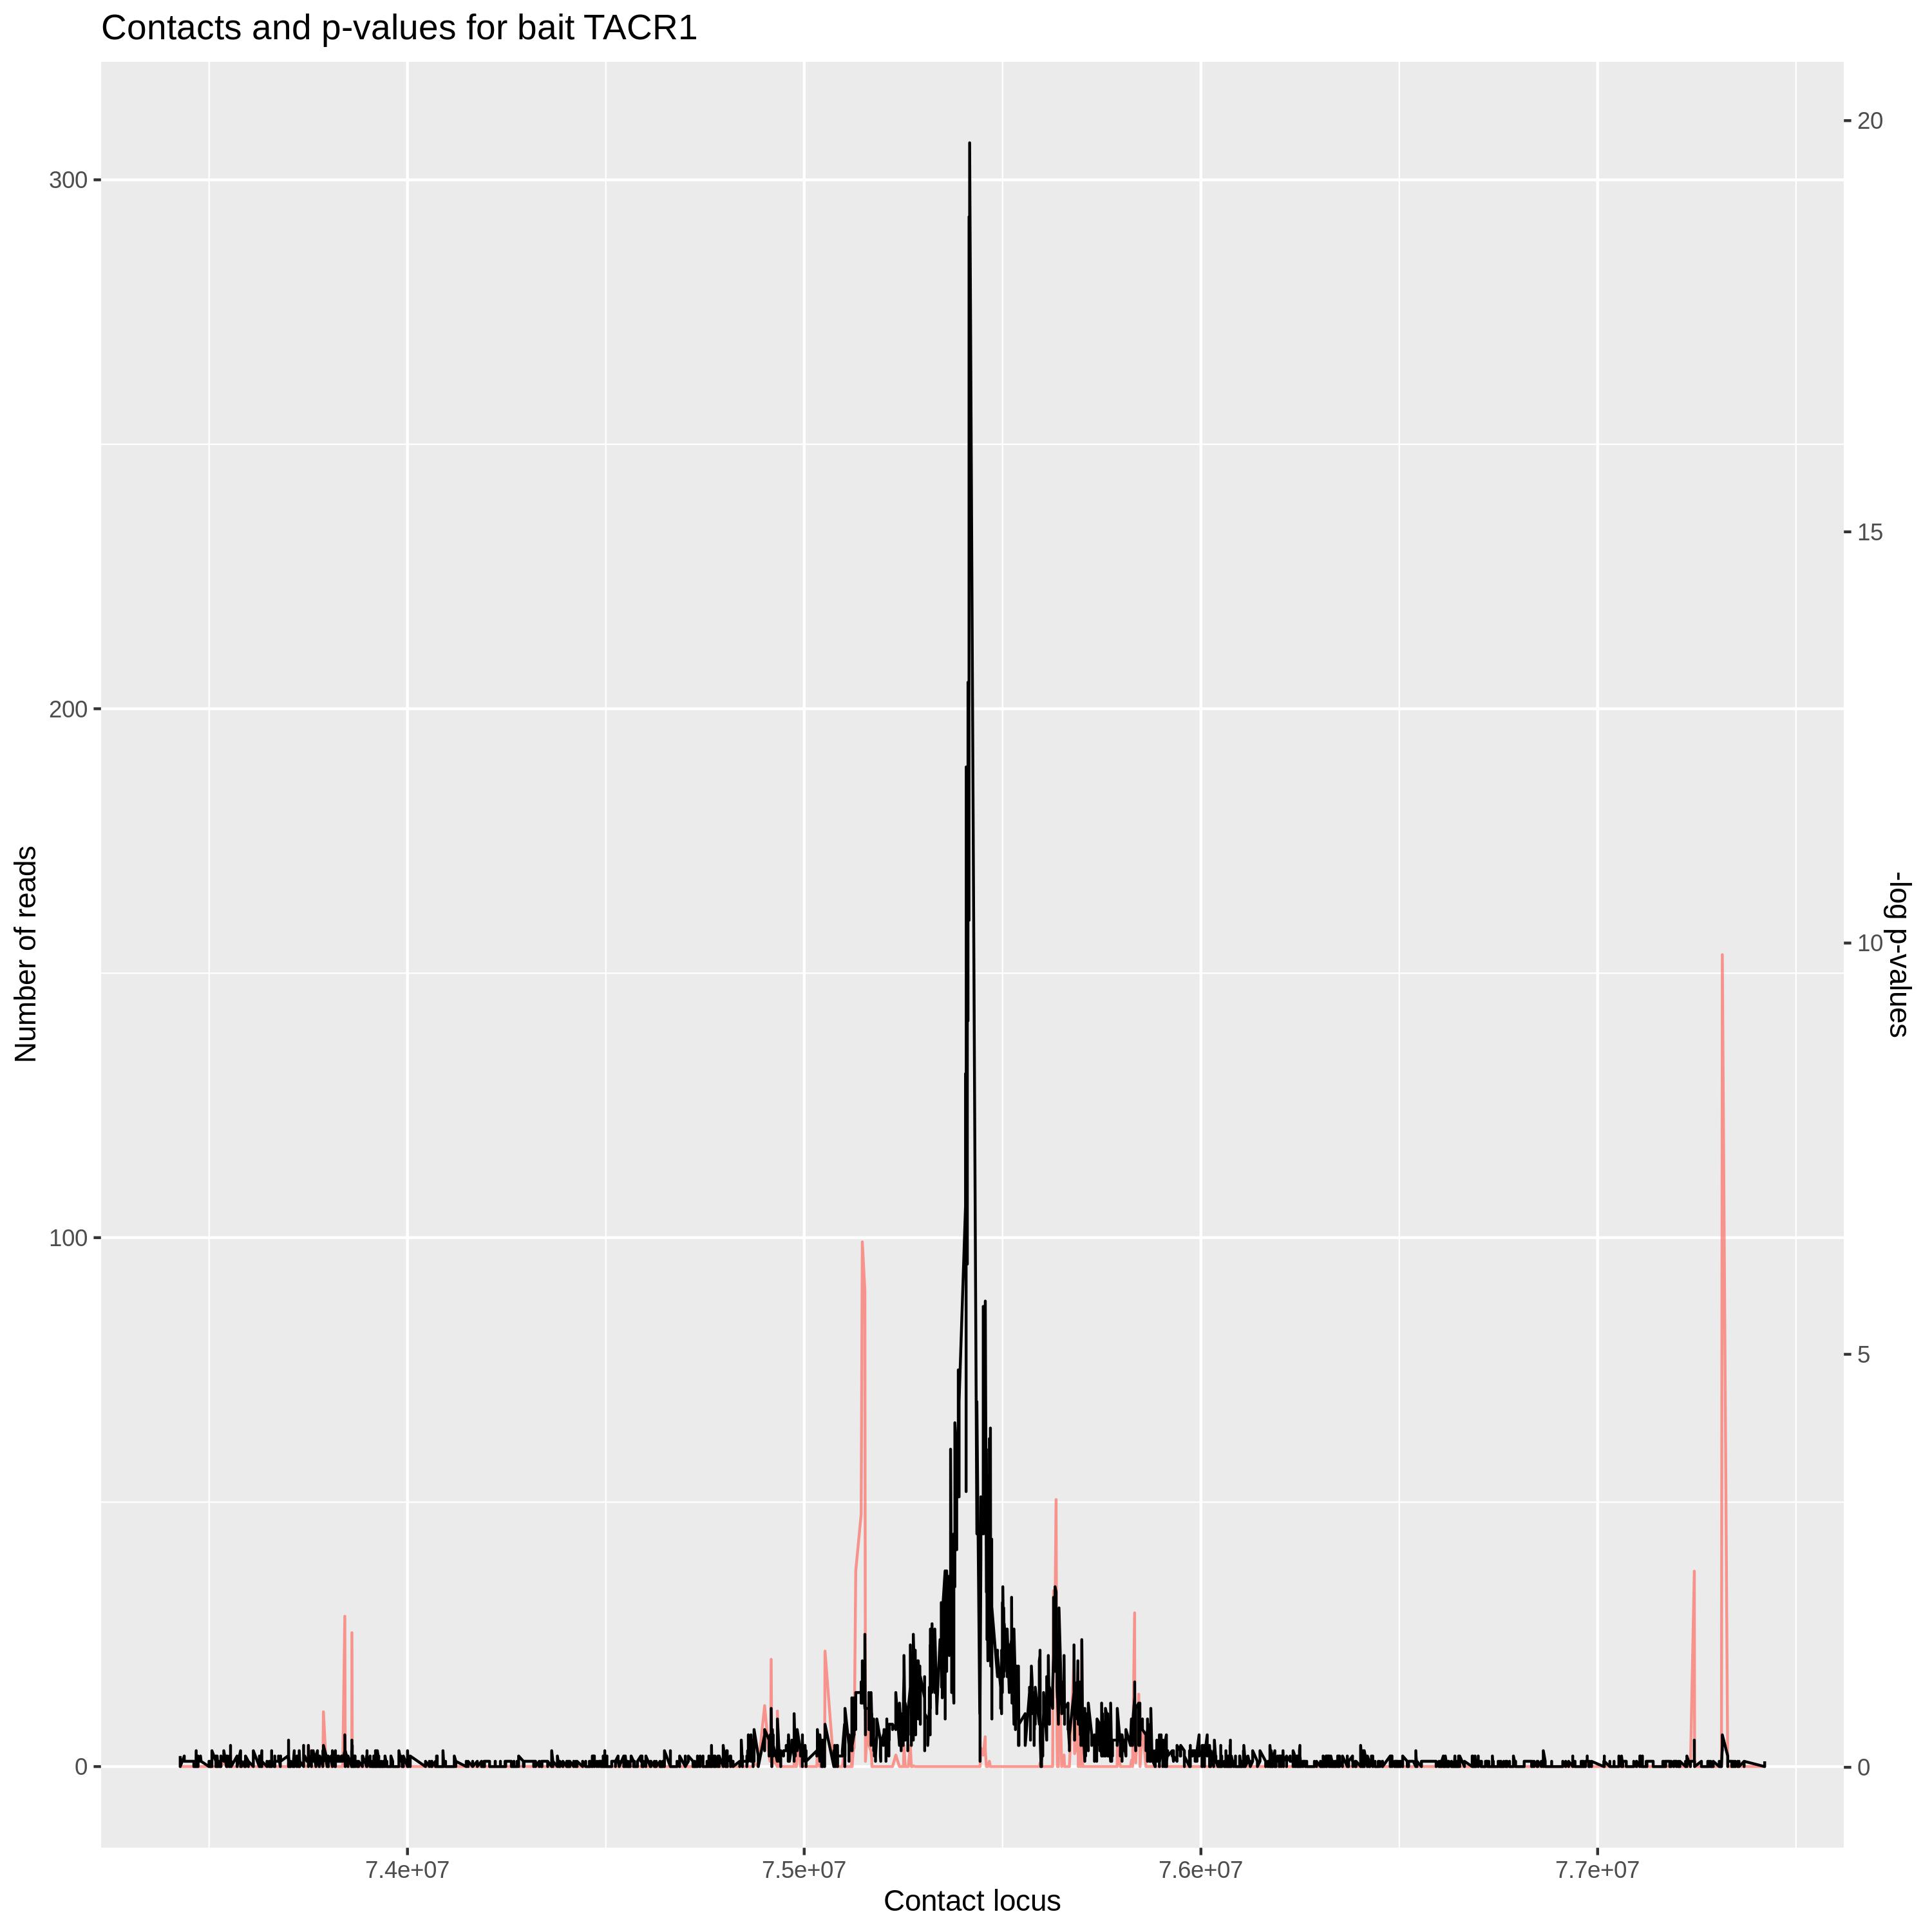 Contacts and p-values for bait TACR1
300
200
100
0
Number of reads
20
15
10
5
0
-log p-values
7.4e+07
7.5e+07
7.6e+07
7.7e+07
Contact locus